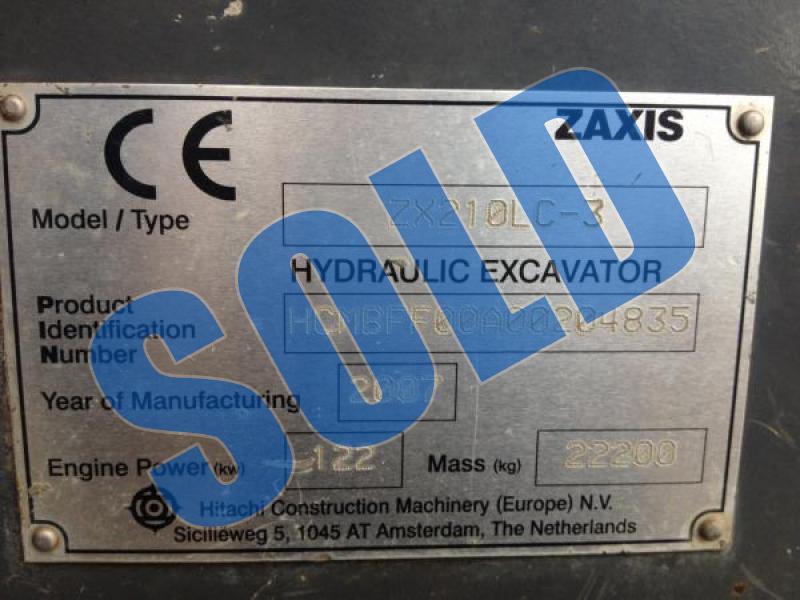 CE
ZAXIS
Model / Type ZX210LC-3
HYDRAULIC EXCAVATOR
Product
Identification HCMBFF00A00204835
Number
Year of Manufacturing 2007
Engine Power (kw) 122 Mass (kg) 22200
Hitachi Construction Machinery (Europe) N.V.
Siciliëweg 5, 1045 AT Amsterdam, The Netherlands
SOLD